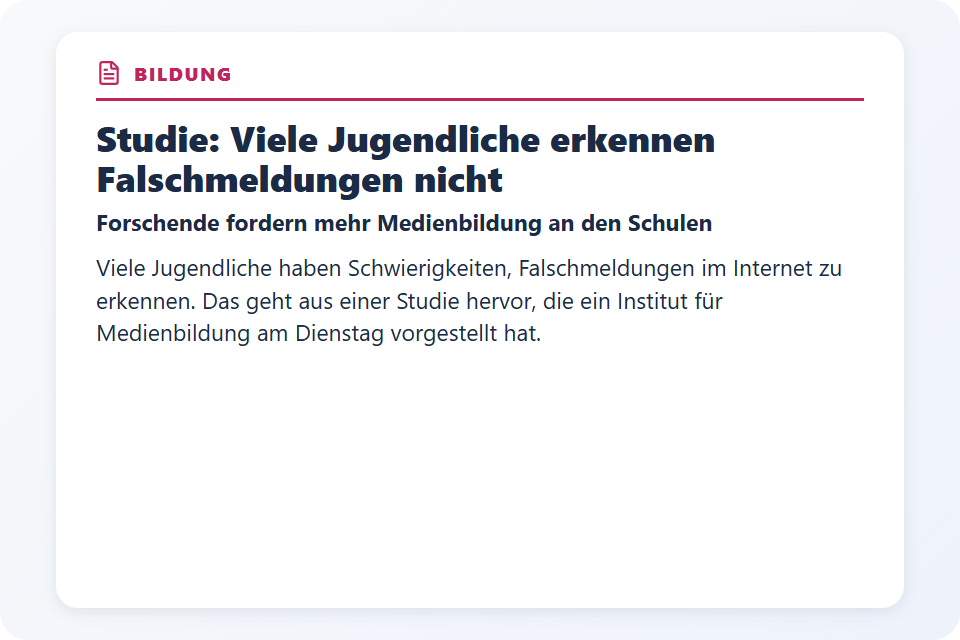 BILDUNG
Studie: Viele Jugendliche erkennen
Falschmeldungen nicht
Forschende fordern mehr Medienbildung an den Schulen
Viele Jugendliche haben Schwierigkeiten, Falschmeldungen im Internet zu
erkennen. Das geht aus einer Studie hervor, die ein Institut für
Medienbildung am Dienstag vorgestellt hat.